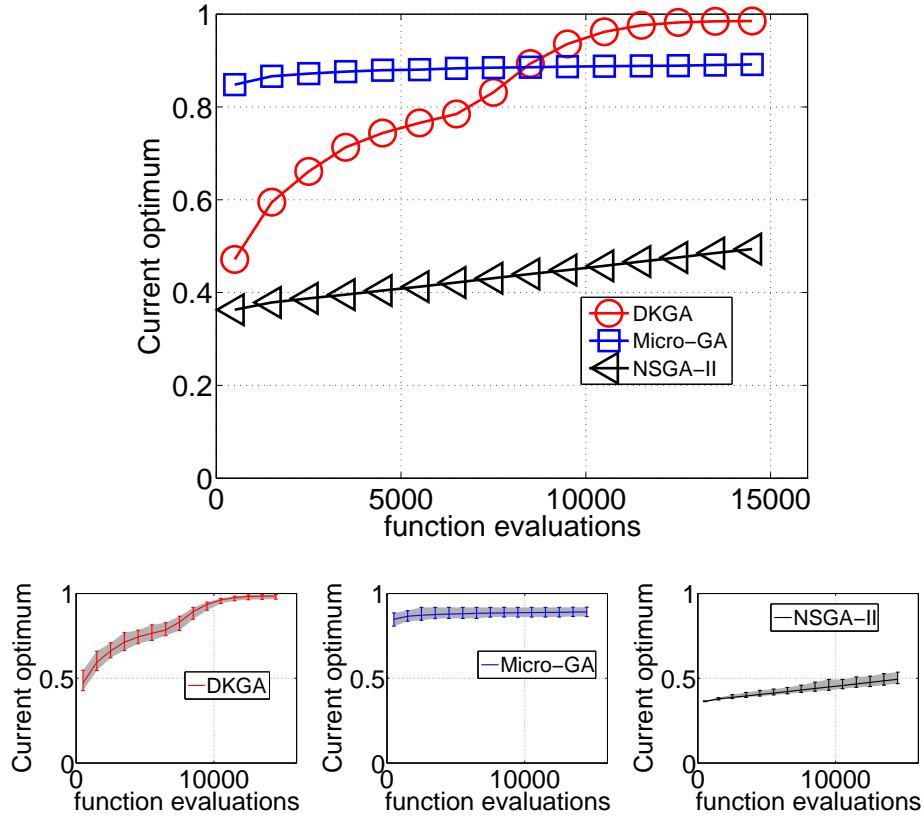 1
0.8
0.6
0.4
0.2
0
Current optimum
0 5000 10000 15000
function evaluations
DKGA
Micro-GA
NSGA-II
1
0.5
0
Current optimum
0 10000
function evaluations
DKGA
1
0.5
0
Current optimum
0 10000
function evaluations
Micro-GA
1
0.5
0
Current optimum
0 10000
function evaluations
NSGA-II